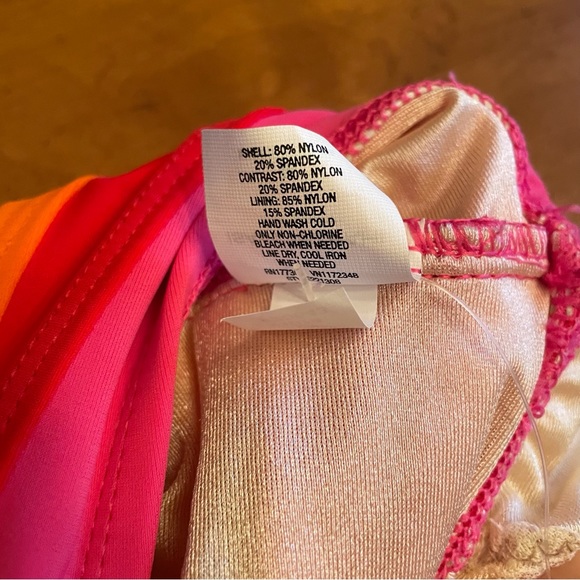 SHELL: 80% NYLON
20% SPANDEX
CONTRAST: 80% NYLON
20% SPANDEX
LINING: 85% NYLON
15% SPANDEX
HAND WASH COLD
ONLY NON-CHLORINE
BLEACH WHEN NEEDED
LINE DRY, COOL IRON
WHEN NEEDED
VN1172348